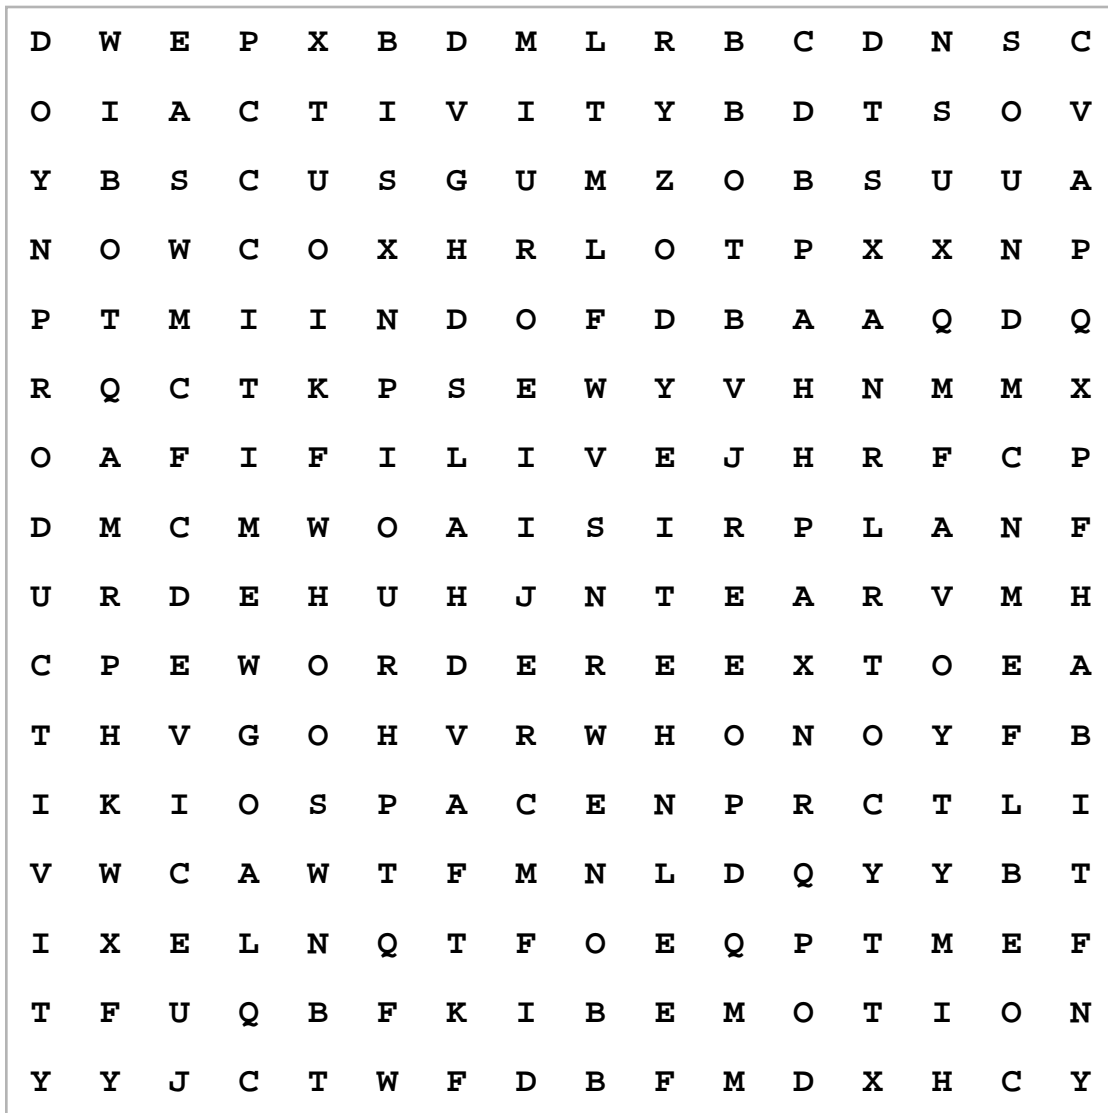 D W E P X B D M L R B C D N S C
O I A C T I V I T Y B D T S O V
Y B S C U S G U M Z O B S U U A
N O W C O X H R L O T P X X N P
P T M I I N D O F D B A A Q D Q
R Q C T K P S E W Y V H N M M X
O A F I F I L I V E J H R F C P
D M C M W O A I S I R P L A N F
U R D E H U H J N T E A R V M H
C P E W O R D E R E E X T O E A
T H V G O H V R W H O N O Y F B
I K I O S P A C E N P R C T L I
V W C A W T F M N L D Q Y Y B T
I X E L N Q T F O E Q P T M E F
T F U Q B F K I B E M O T I O N
Y Y J C T W F D B F M D X H C Y